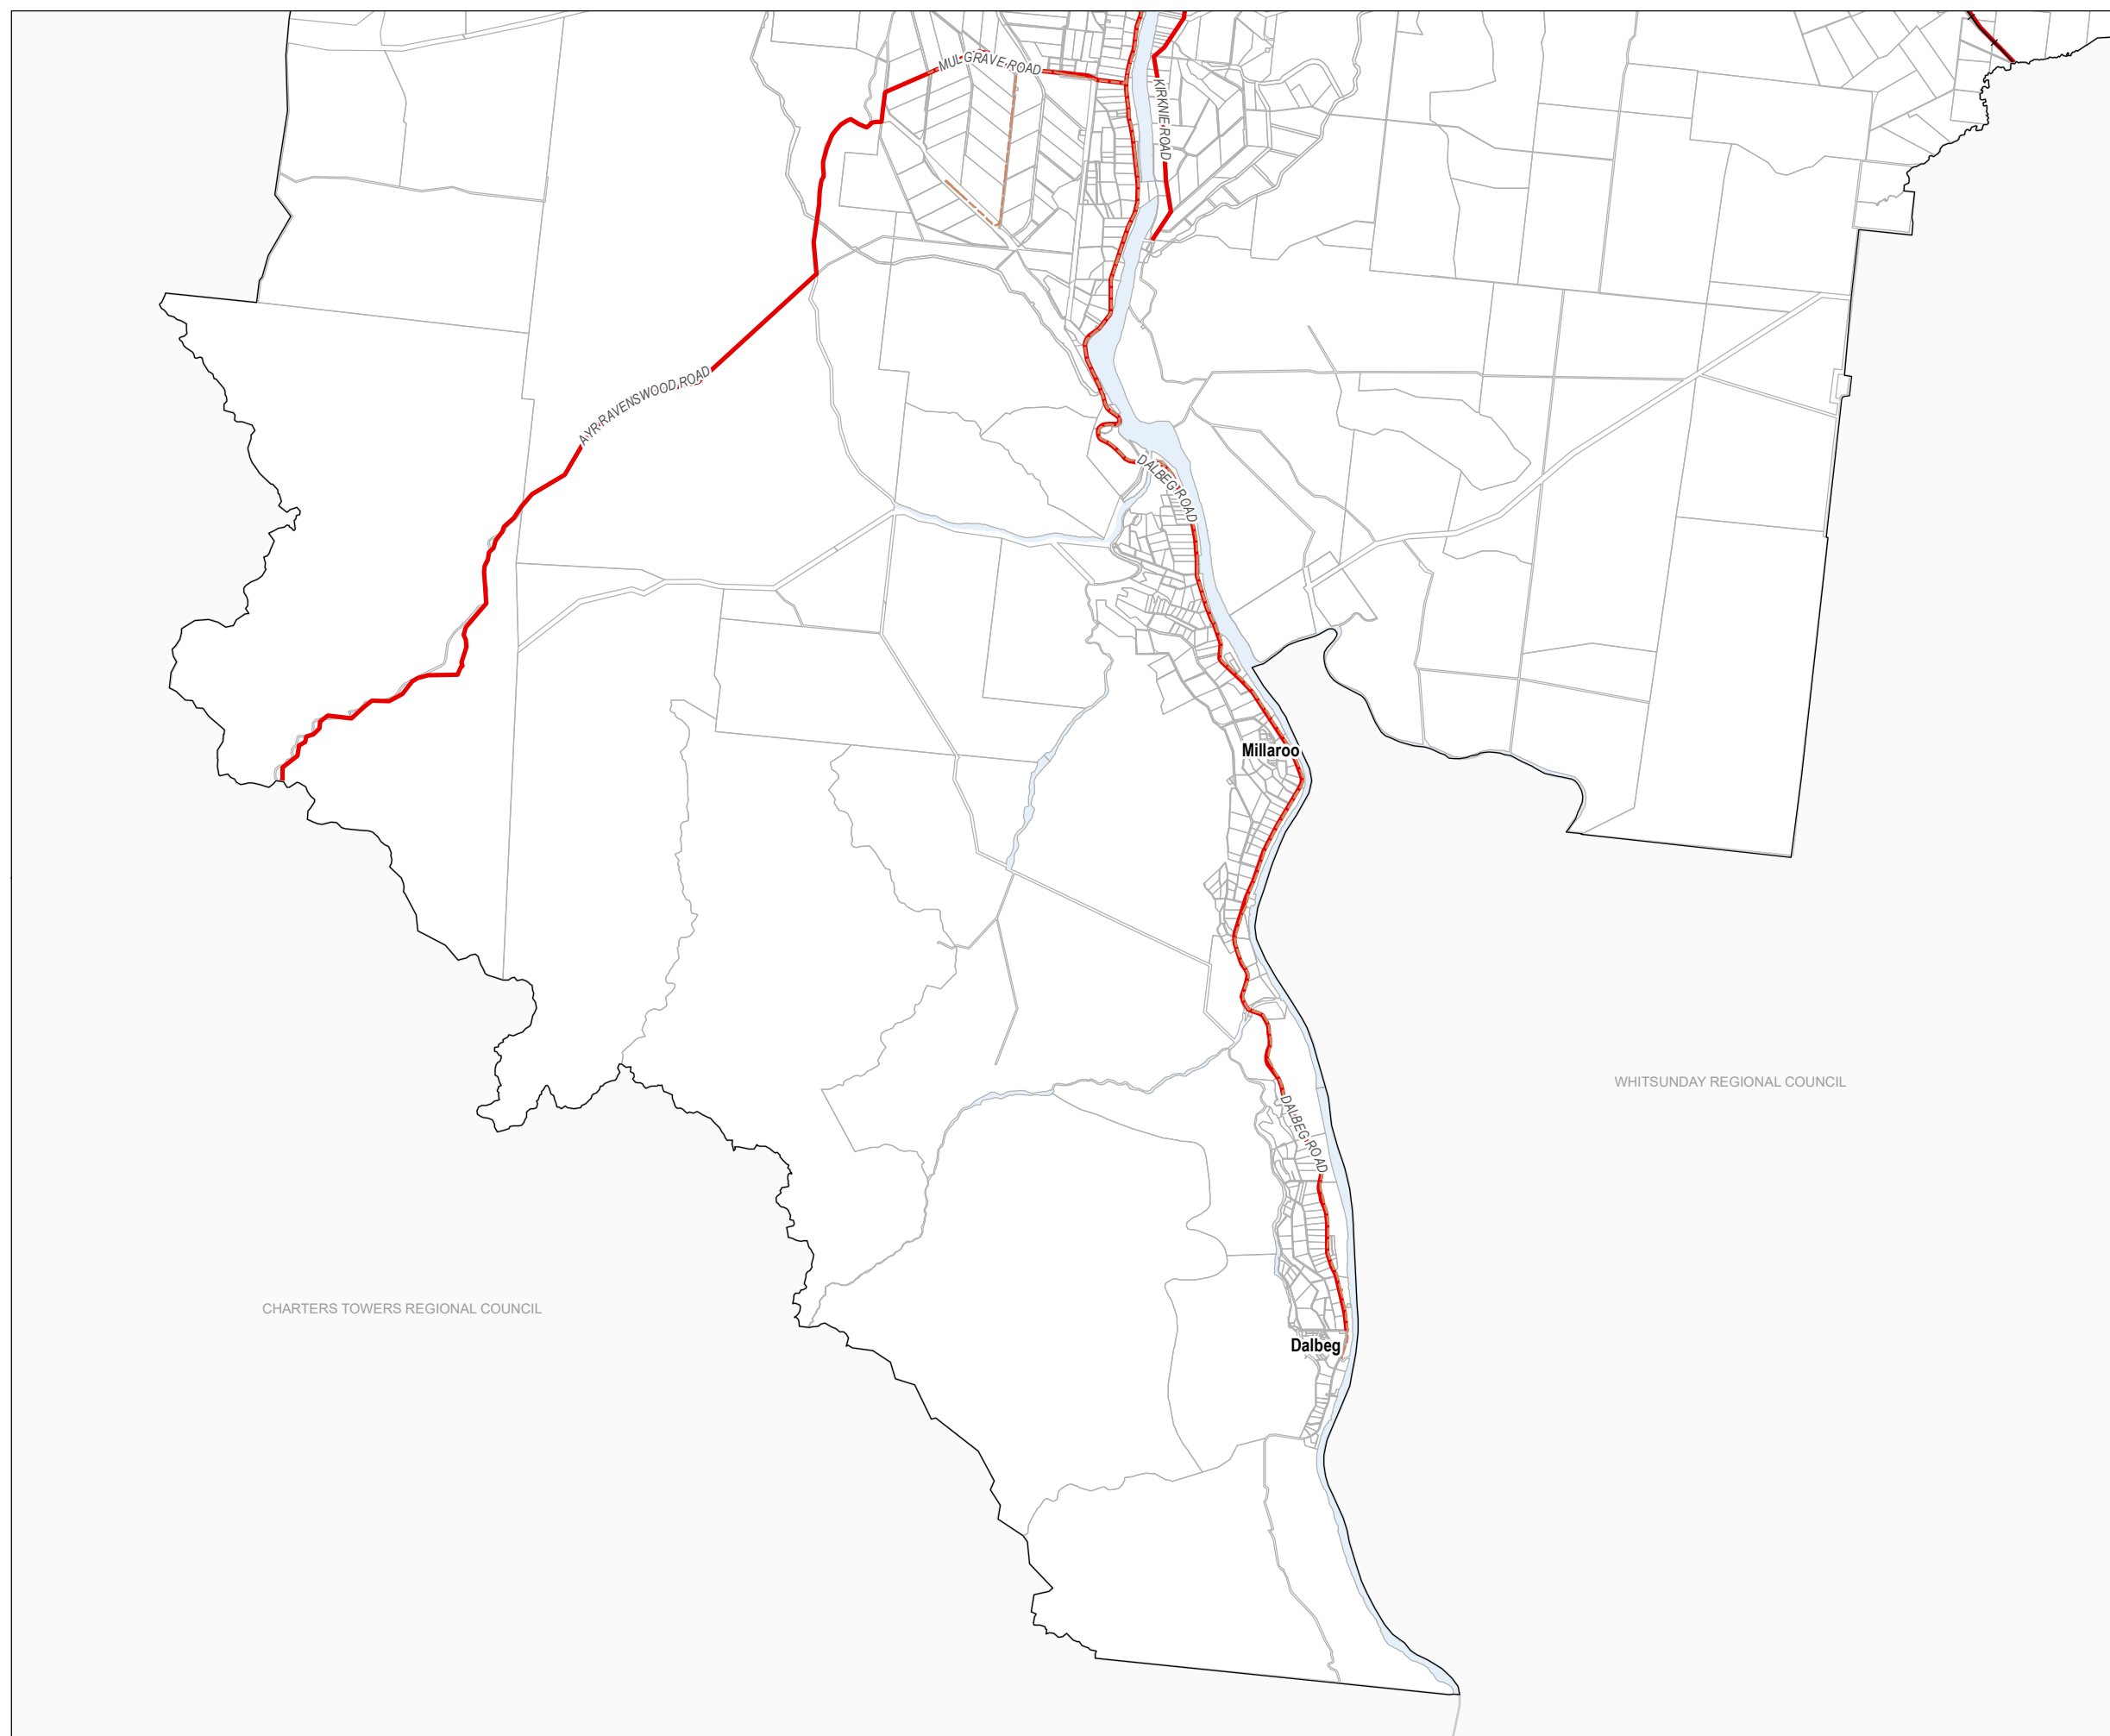 MULGRAVE ROAD
KIRKNIE ROAD
AYR RAVENSWOOD ROAD
DALBEG ROAD
Millaroo
WHITSUNDAY REGIONAL COUNCIL
DALBEG ROAD
CHARTERS TOWERS REGIONAL COUNCIL
Dalbeg